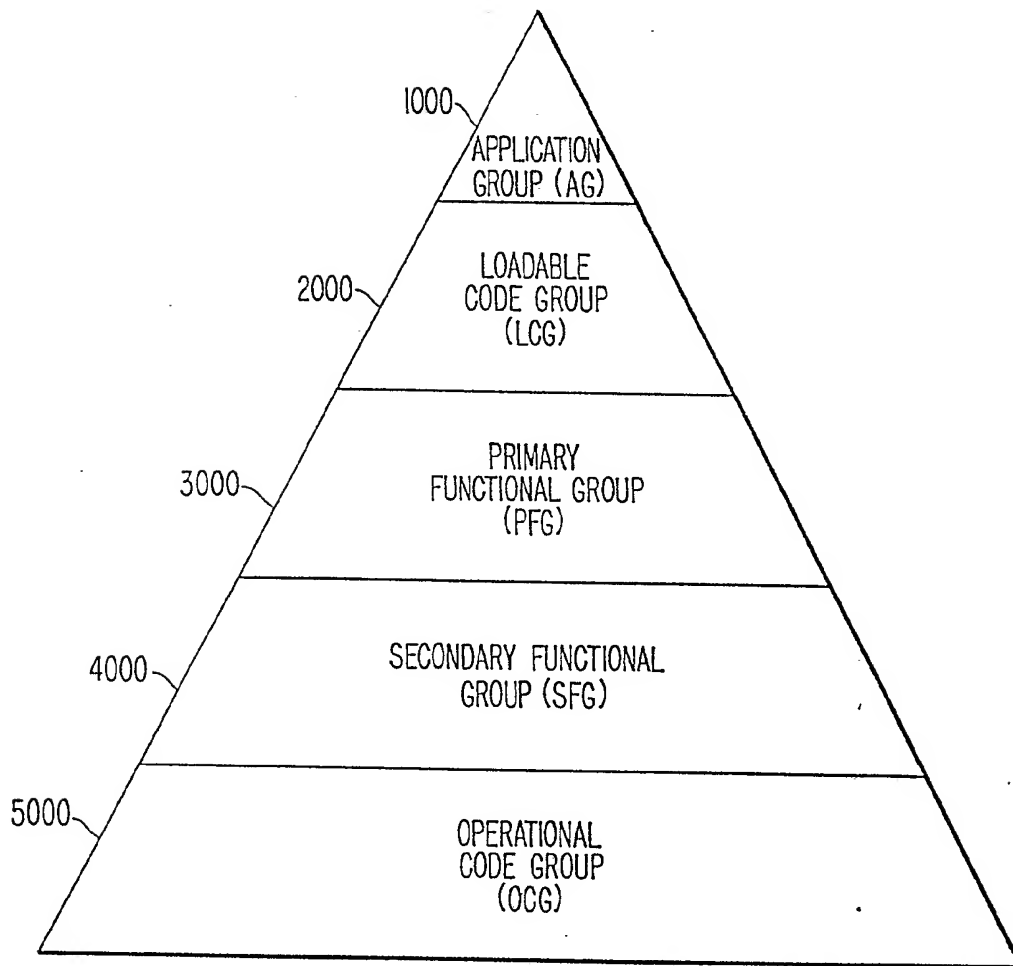 1000
APPLICATION
GROUP (AG)
2000
LOADABLE
CODE GROUP
(LCG)
3000
PRIMARY
FUNCTIONAL GROUP
(PFG)
4000
SECONDARY FUNCTIONAL
GROUP (SFG)
5000
OPERATIONAL
CODE GROUP
(OCG)